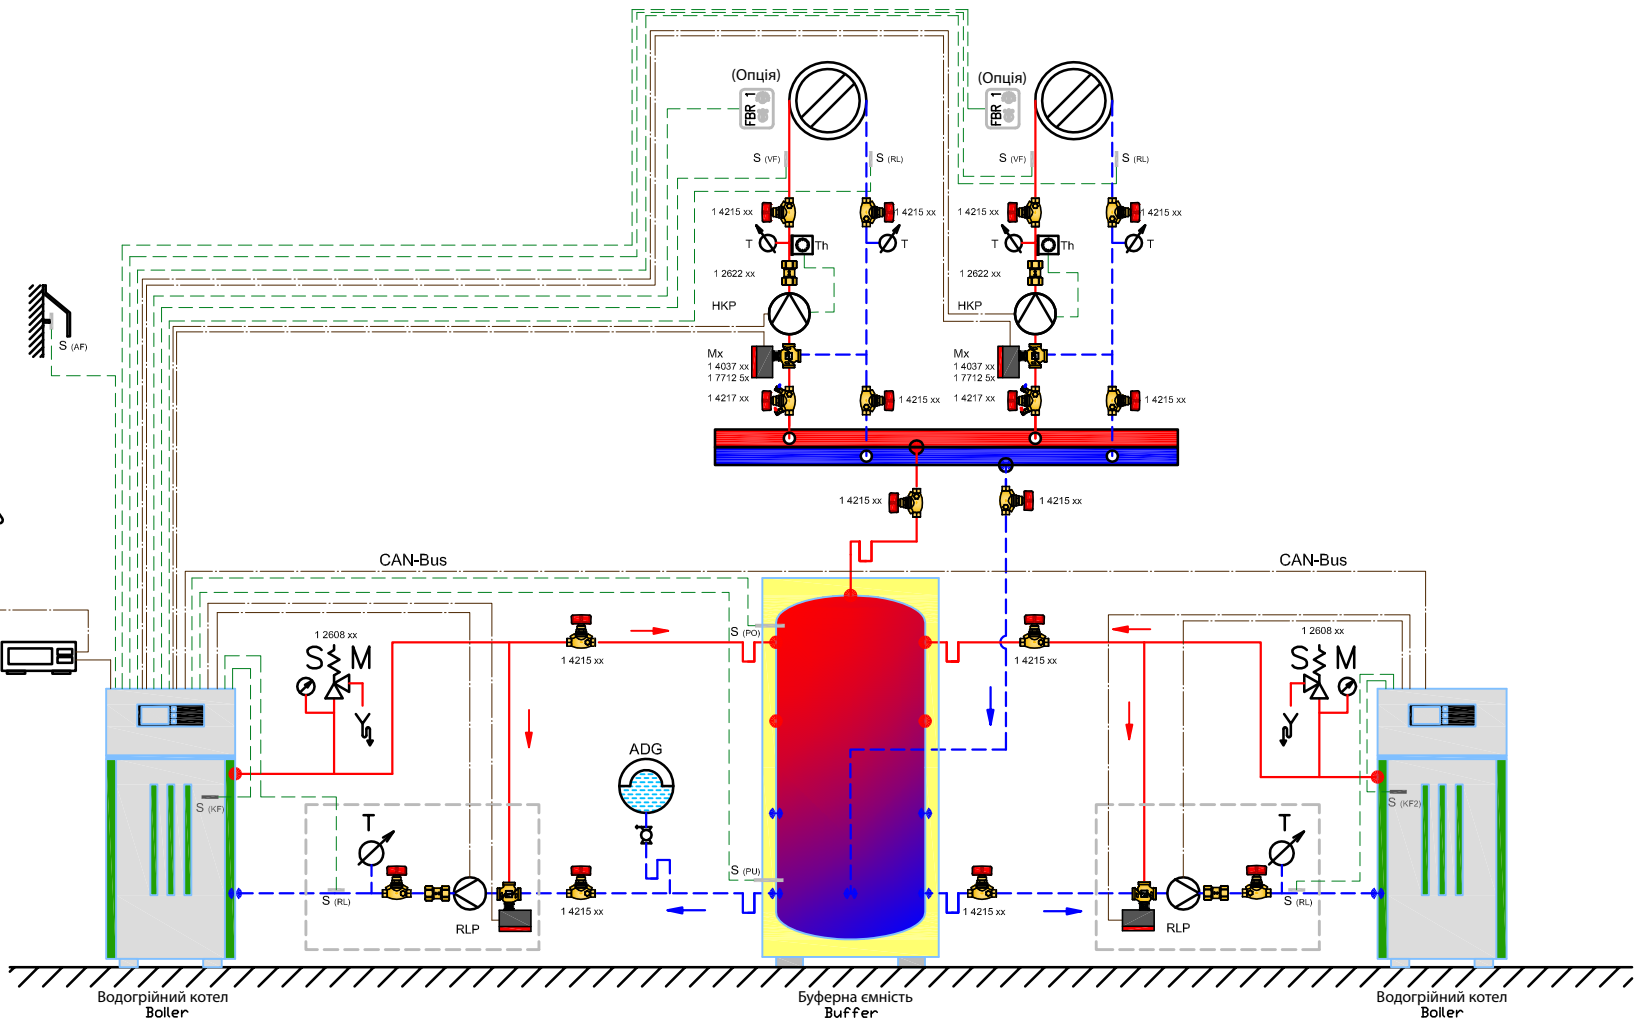 (Опція)
(Опція)
FBR 1
FBR 1
S (VF)
S (RL)
S (VF)
S (RL)
1 4215 xx
1 4215 xx
1 4215 xx
1 4215 xx
T
Th
T
T
Th
T
1 2622 xx
1 2622 xx
HKP
HKP
S (AF)
Mx
1 4037 xx
1 7712 5x
Mx
1 4037 xx
1 7712 5x
1 4217 xx
1 4215 xx
1 4217 xx
1 4215 xx
1 4215 xx
1 4215 xx
CAN-Bus
CAN-Bus
1 2608 xx
S (PO)
1 2608 xx
S M
1 4215 xx
1 4215 xx
S M
ADG
S (KF)
S (KF2)
T
T
S (PU)
S (RL)
1 4215 xx
1 4215 xx
S (RL)
RLP
RLP
Водогрійний котел
Boiler
Буферна ємність
Buffer
Водогрійний котел
Boiler